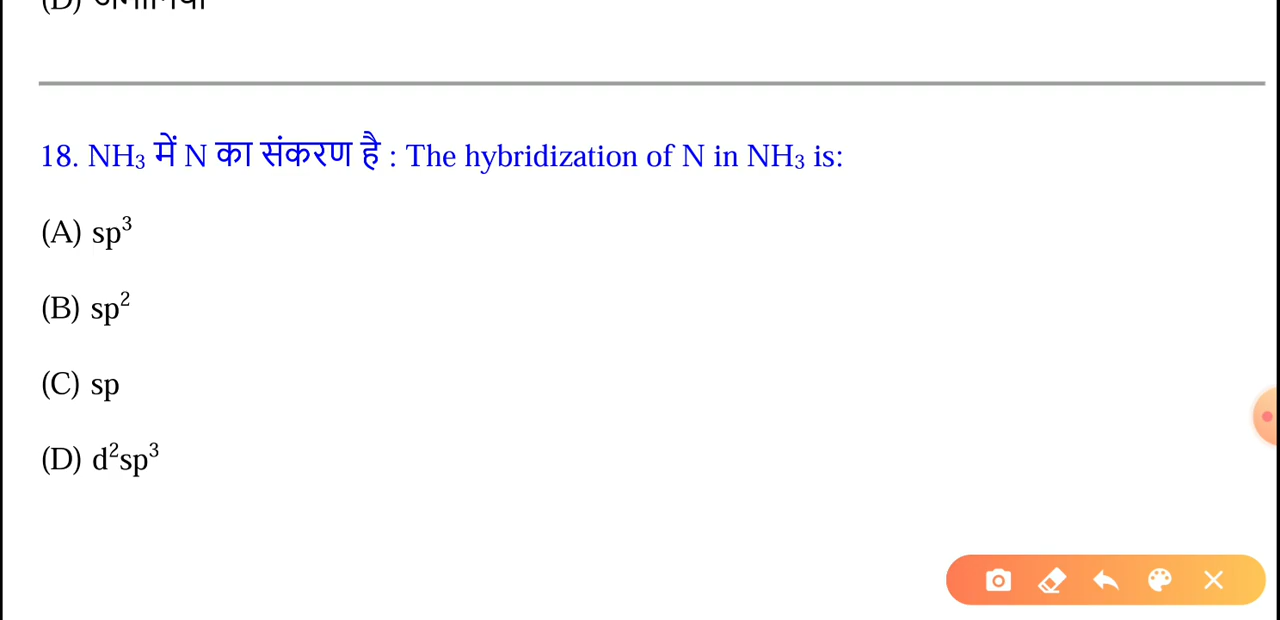 (D)
18. NH₃ में N का संकरण है : The hybridization of N in NH₃ is:
(A) sp³
(B) sp²
(C) sp
(D) d²sp³